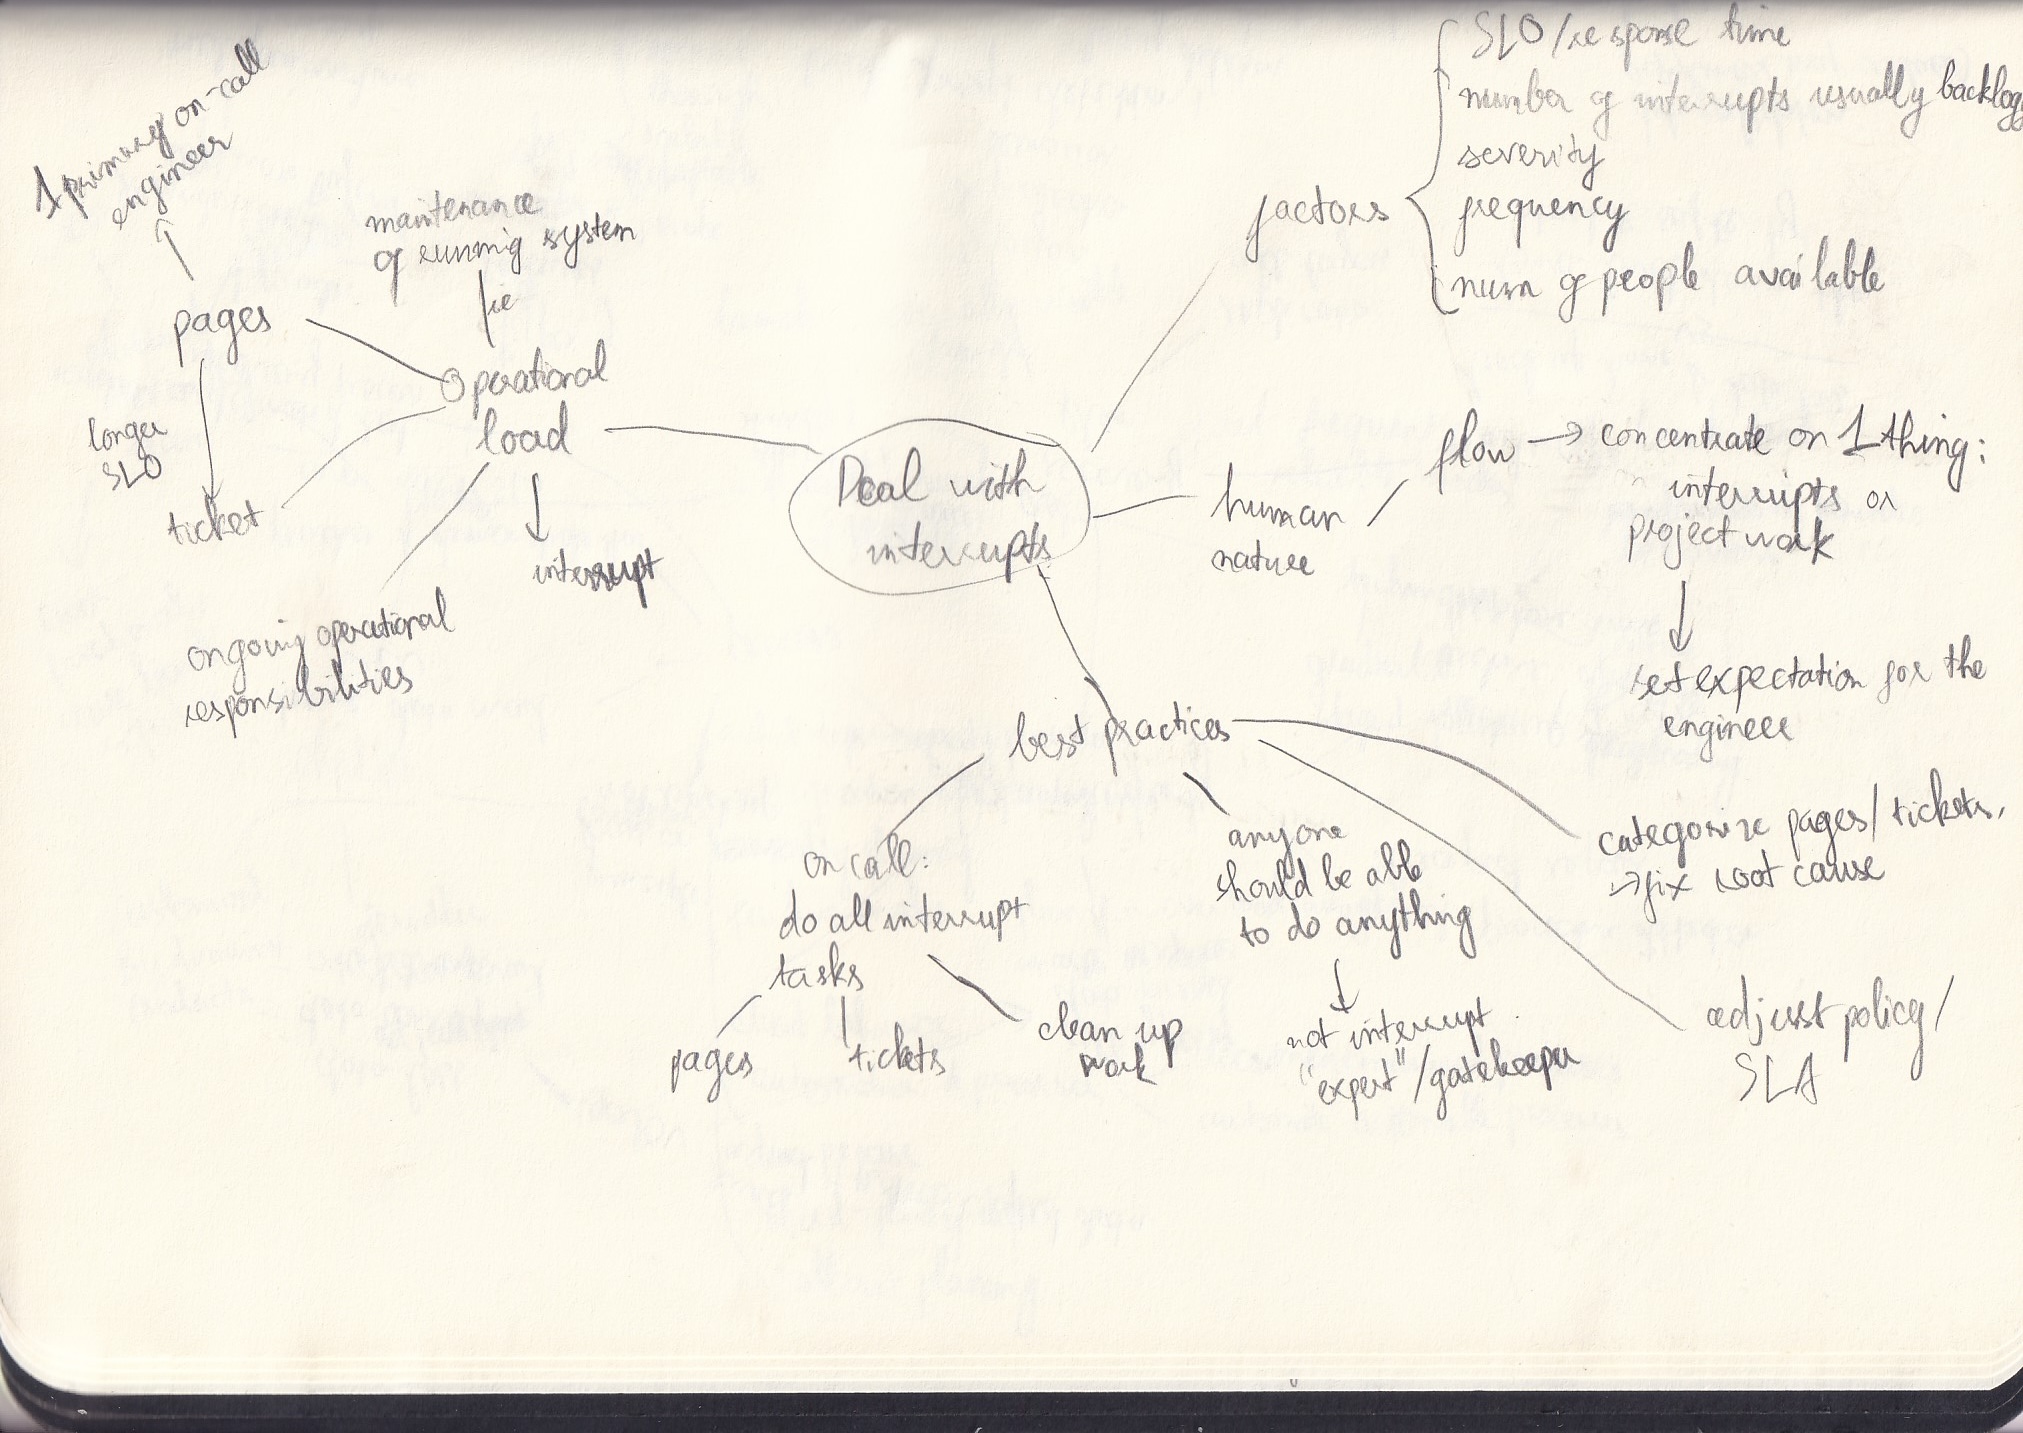 1 primary on-call
engineer
pages
maintenance
of running system
ie
Operational
load
longer
SLO
ticket
interrupt
ongoing operational
responsibilities
Deal with
interrupts
factors
SLO/response time
number of interrupts usually backlog
severity
frequency
num of people available
human
nature
flow → concentrate on 1 thing:
interrupts or
project work
set expectation for the
engineer
best practices
on call:
do all interrupt
tasks
pages
tickets
clean up
work
anyone
should be able
to do anything
not interrupt
"expert"/gatekeeper
categorize pages/tickets.
→ fix root cause
adjust policy/
SLA